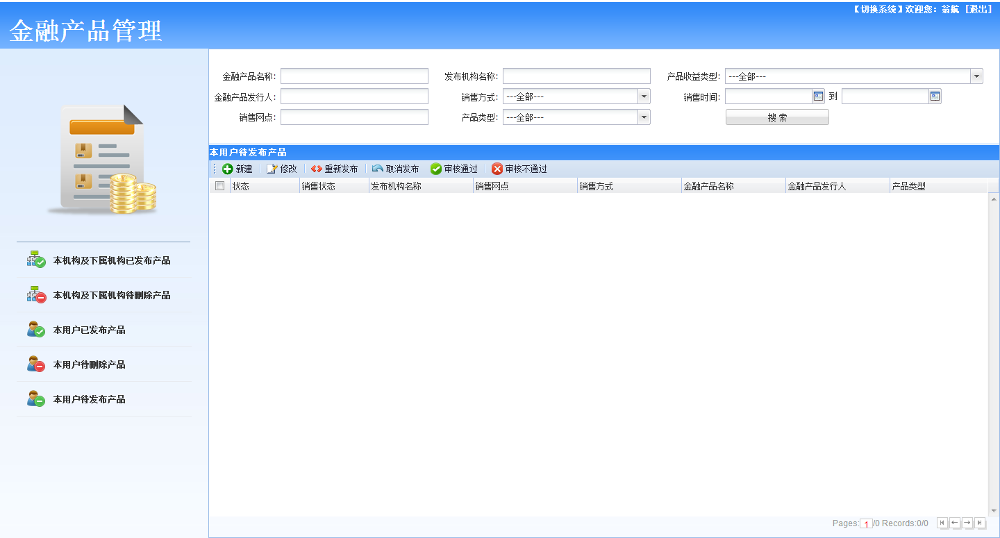 【切换系统】欢迎您：翁航 [退出]
金融产品管理
金融产品名称： 发布机构名称： 产品收益类型： ---全部---
金融产品发行人： 销售方式： ---全部--- 销售时间： 到
销售网点： 产品类型： ---全部--- 搜 索
本用户待发布产品
新建 修改 重新发布 取消发布 审核通过 审核不通过
状态 销售状态 发布机构名称 销售网点 销售方式 金融产品名称 金融产品发行人 产品类型
本机构及下属机构已发布产品
本机构及下属机构待删除产品
本用户已发布产品
本用户待删除产品
本用户待发布产品
Pages: 1 /0 Records:0/0